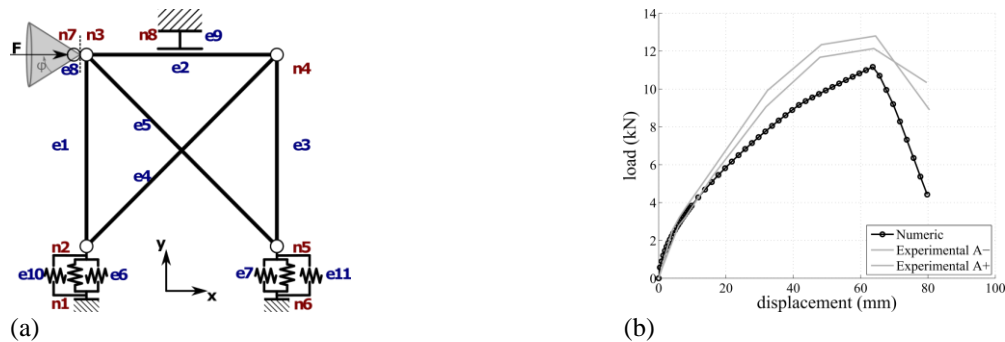 n7 n3 n8 e9
F
φ
e8 e2 n4
e5
e1 e3
e4
n2 y n5
e10 e6 e7 e11
x
n1 n6
(a)
14
12
10
8
6
4
2
0
load (kN)
Numeric
Experimental A−
Experimental A+
0 20 40 60 80 100
displacement (mm)
(b)